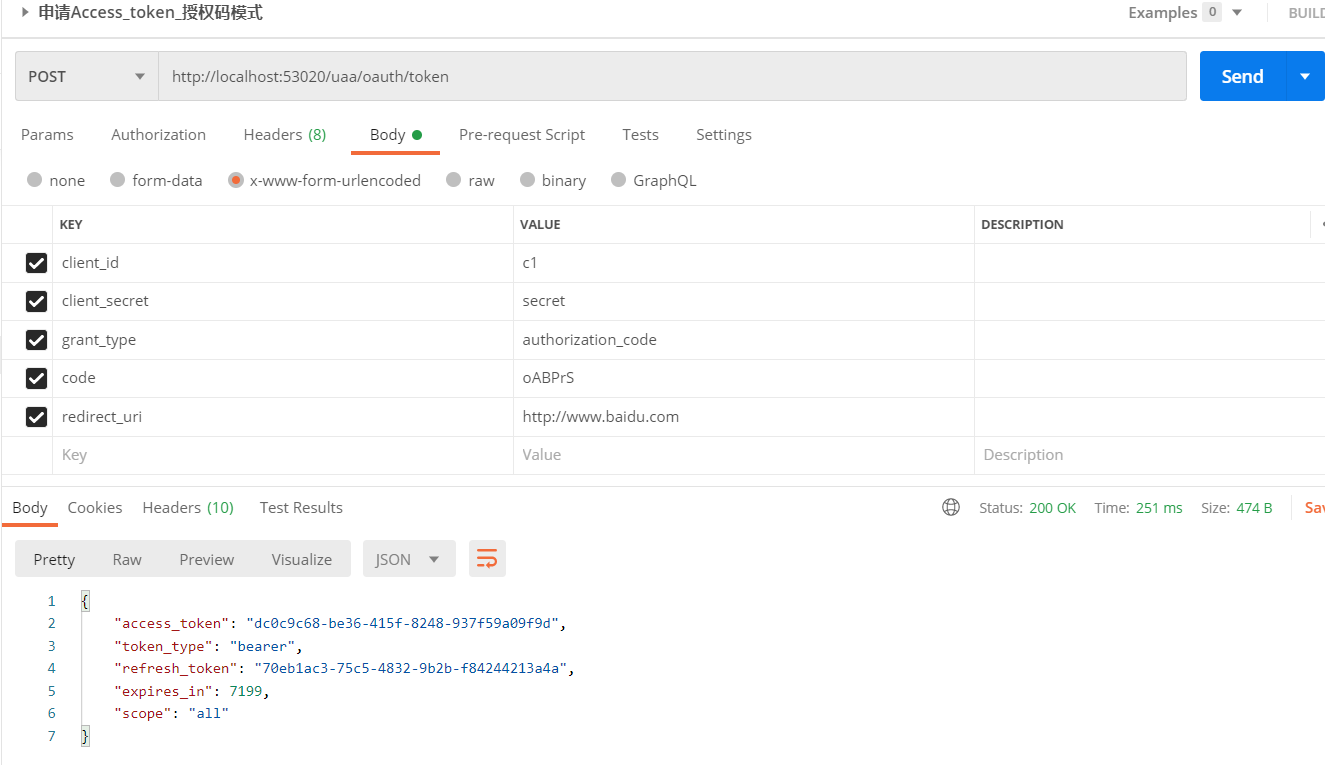 申请Access_token_授权码模式 Examples 0 BUILD
POST http://localhost:53020/uaa/oauth/token Send
Params Authorization Headers (8) Body Pre-request Script Tests Settings
none form-data x-www-form-urlencoded raw binary GraphQL
KEY VALUE DESCRIPTION
client_id c1
client_secret secret
grant_type authorization_code
code oABPrS
redirect_uri http://www.baidu.com
Key Value Description
Body Cookies Headers (10) Test Results Status: 200 OK Time: 251 ms Size: 474 B Sav
Pretty Raw Preview Visualize JSON
1 {
2 "access_token": "dc0c9c68-be36-415f-8248-937f59a09f9d",
3 "token_type": "bearer",
4 "refresh_token": "70eb1ac3-75c5-4832-9b2b-f84244213a4a",
5 "expires_in": 7199,
6 "scope": "all"
7 }